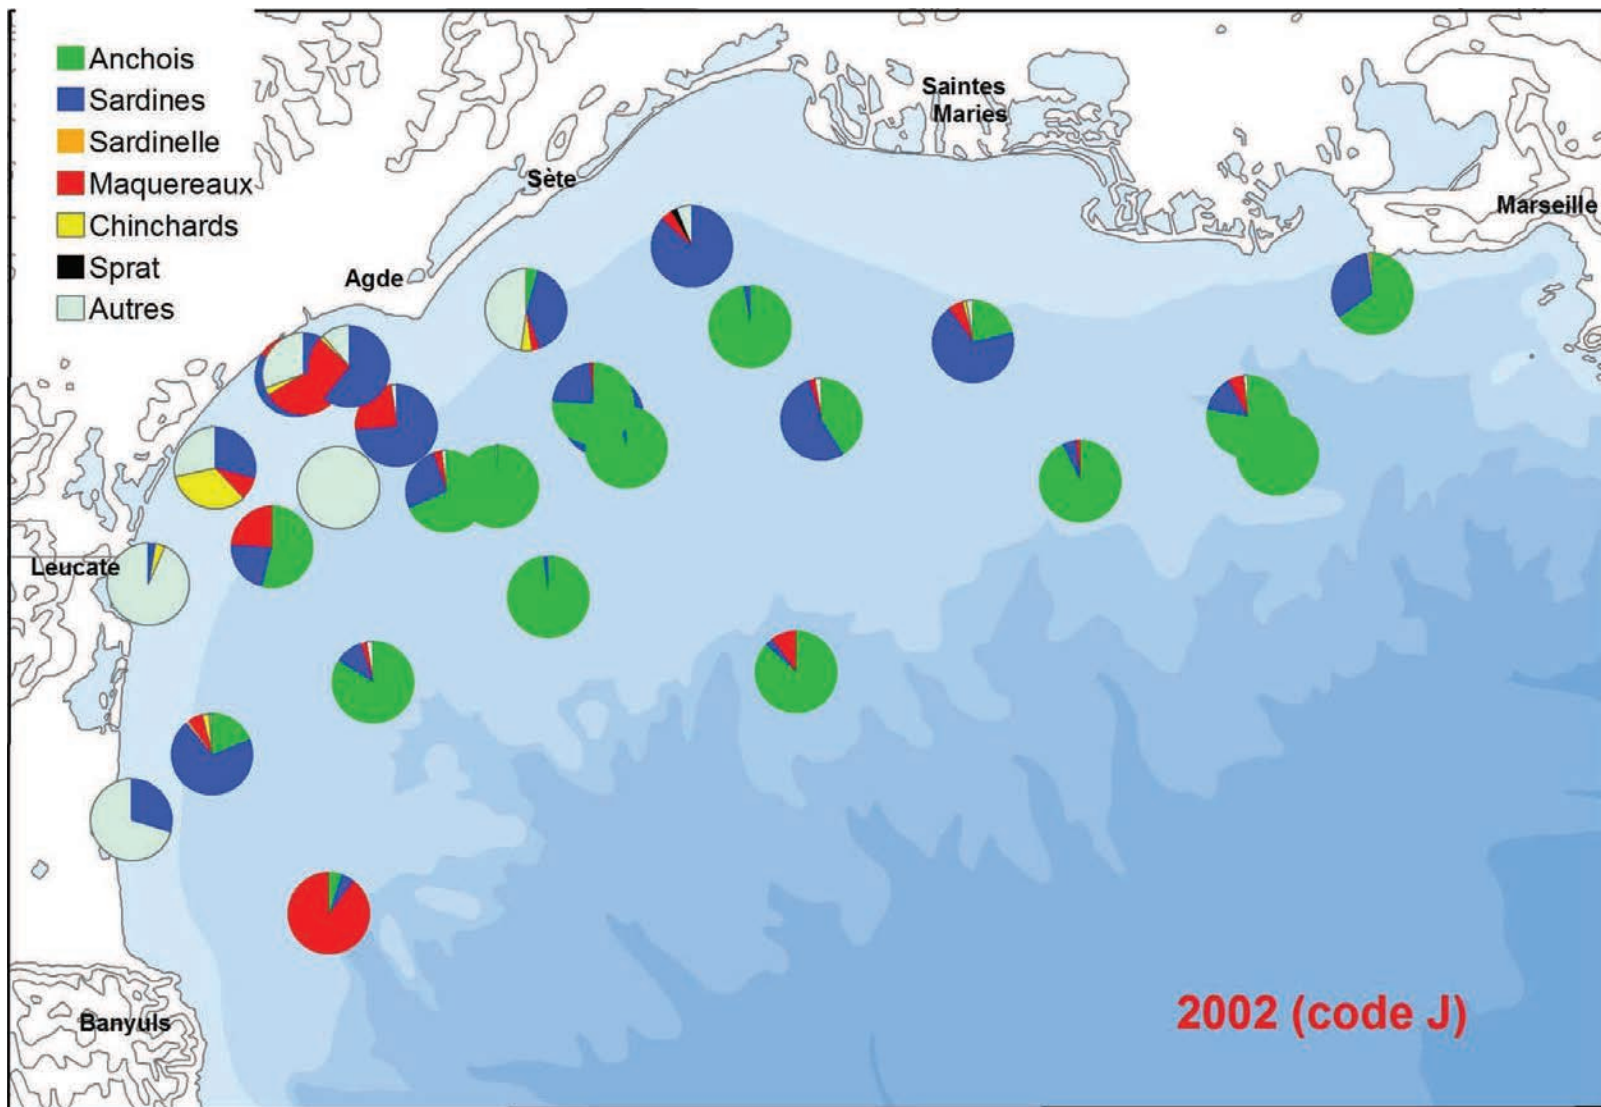 Anchois
Sardines
Sardinelle
Maquereaux
Chinchards
Sprat
Autres
Saintes
Maries
Sète
Marseille
Agde
Leucate
Banyuls
2002 (code J)